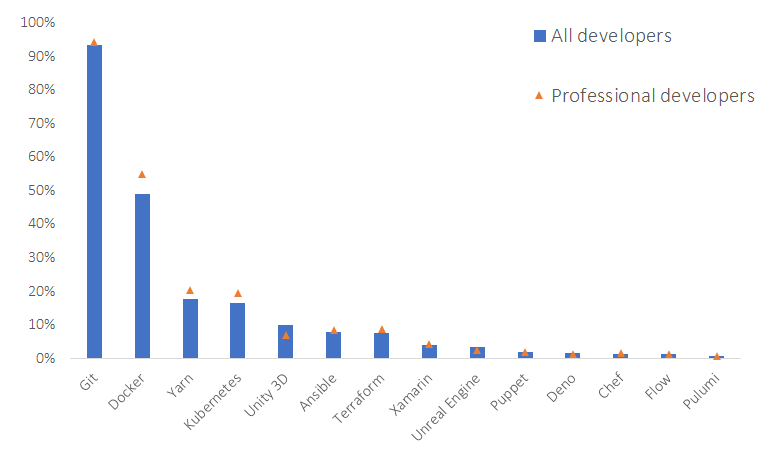 100%
90%
80%
70%
60%
50%
40%
30%
20%
10%
0%
All developers
Professional developers
Git
Docker
Yarn
Kubernetes
Unity 3D
Ansible
Terraform
Xamarin
Unreal Engine
Puppet
Deno
Chef
Flow
Pulumi